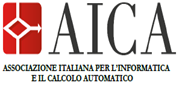 AICA
ASSOCIAZIONE ITALIANA PER L'INFORMATICA
E IL CALCOLO AUTOMATICO